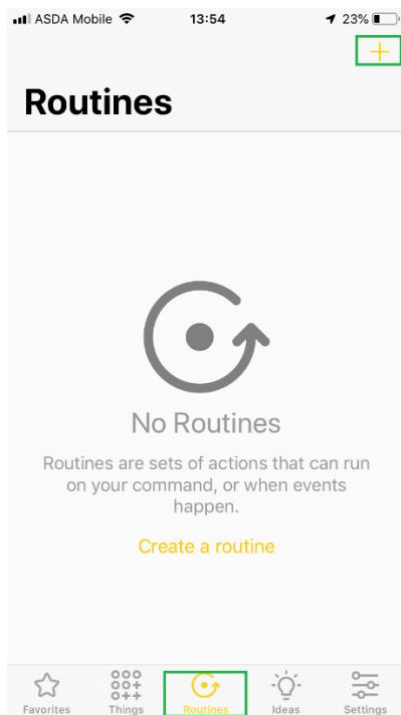 ASDA Mobile 13:54 23%
+
Routines
No Routines
Routines are sets of actions that can run
on your command, or when events
happen.
Create a routine
Favorites Things Routines Ideas Settings